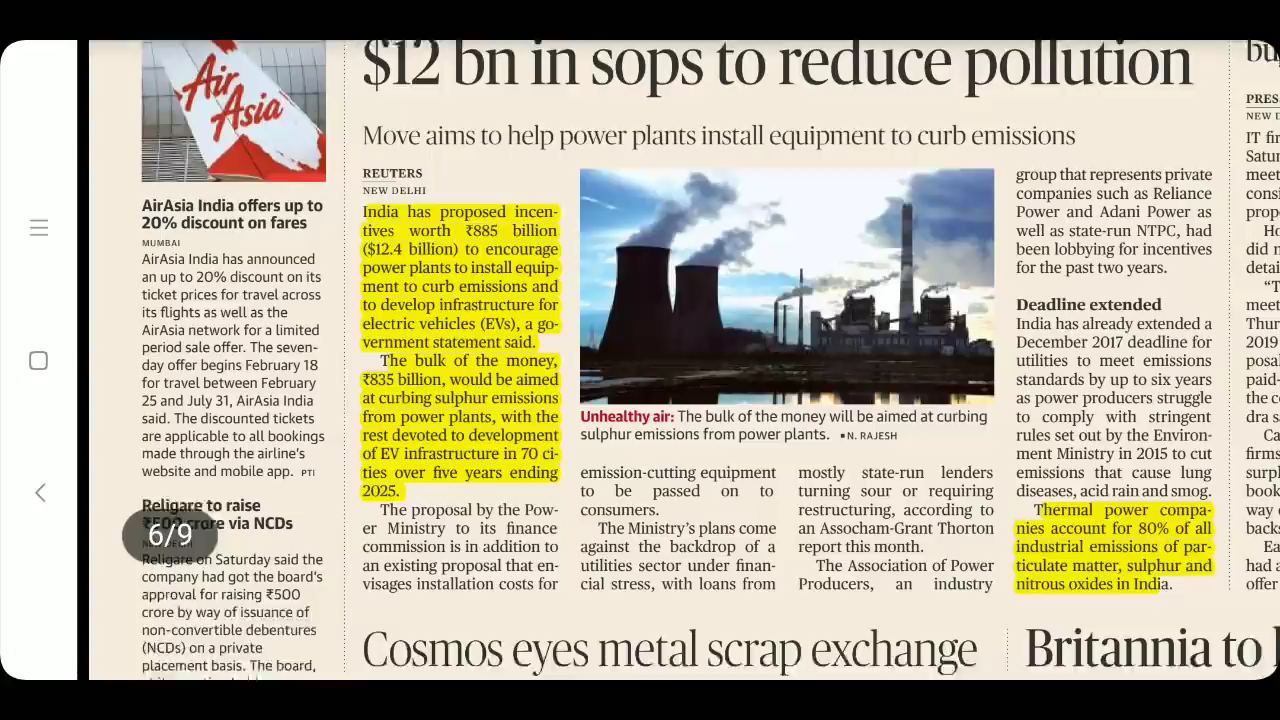 $12 bn in sops to reduce pollution
Move aims to help power plants install equipment to curb emissions
Air
Asia
AirAsia India offers up to
20% discount on fares
MUMBAI
AirAsia India has announced
an up to 20% discount on its
ticket prices for travel across
its flights as well as the
AirAsia network for a limited
period sale offer. The seven-
day offer begins February 18
for travel between February
25 and July 31, AirAsia India
said. The discounted tickets
are applicable to all bookings
made through the airline's
website and mobile app. PTI
Religare to raise
₹500 crore via NCDs
6/9
Religare on Saturday said the
company had got the board's
approval for raising ₹500
crore by way of issuance of
non-convertible debentures
(NCDs) on a private
placement basis. The board,
REUTERS
NEW DELHI
India has proposed incen-
tives worth ₹885 billion
($12.4 billion) to encourage
power plants to install equip-
ment to curb emissions and
to develop infrastructure for
electric vehicles (EVs), a go-
vernment statement said.
The bulk of the money,
₹835 billion, would be aimed
at curbing sulphur emissions
from power plants, with the
rest devoted to development
of EV infrastructure in 70 ci-
ties over five years ending
2025.
The proposal by the Pow-
er Ministry to its finance
commission is in addition to
an existing proposal that en-
visages installation costs for
Unhealthy air: The bulk of the money will be aimed at curbing
sulphur emissions from power plants. ▪N. RAJESH
emission-cutting equipment
to be passed on to
consumers.
The Ministry's plans come
against the backdrop of a
utilities sector under finan-
cial stress, with loans from
mostly state-run lenders
turning sour or requiring
restructuring, according to
an Assocham-Grant Thorton
report this month.
The Association of Power
Producers, an industry
group that represents private
companies such as Reliance
Power and Adani Power as
well as state-run NTPC, had
been lobbying for incentives
for the past two years.
Deadline extended
India has already extended a
December 2017 deadline for
utilities to meet emissions
standards by up to six years
as power producers struggle
to comply with stringent
rules set out by the Environ-
ment Ministry in 2015 to cut
emissions that cause lung
diseases, acid rain and smog.
Thermal power compa-
nies account for 80% of all
industrial emissions of par-
ticulate matter, sulphur and
nitrous oxides in India.
Cosmos eyes metal scrap exchange
Britannia to